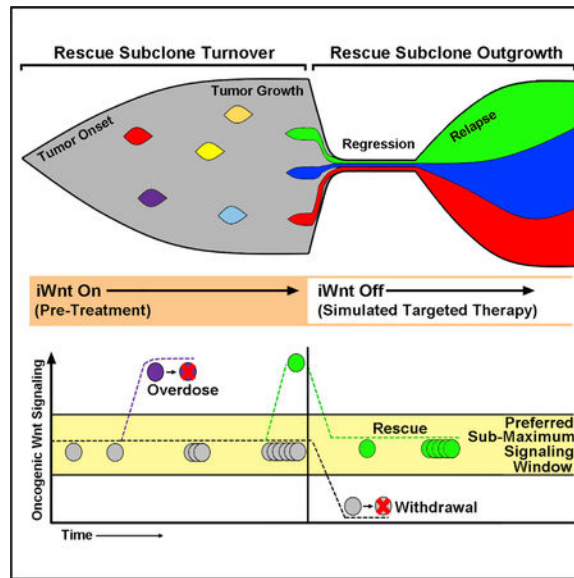 Rescue Subclone Turnover
Rescue Subclone Outgrowth
Tumor Onset
Tumor Growth
Regression
Relapse
iWnt On
(Pre-Treatment)
iWnt Off
(Simulated Targeted Therapy)
Oncogenic Wnt Signaling
Overdose
Rescue
Preferred
Sub-Maximum
Signaling
Window
Withdrawal
Time